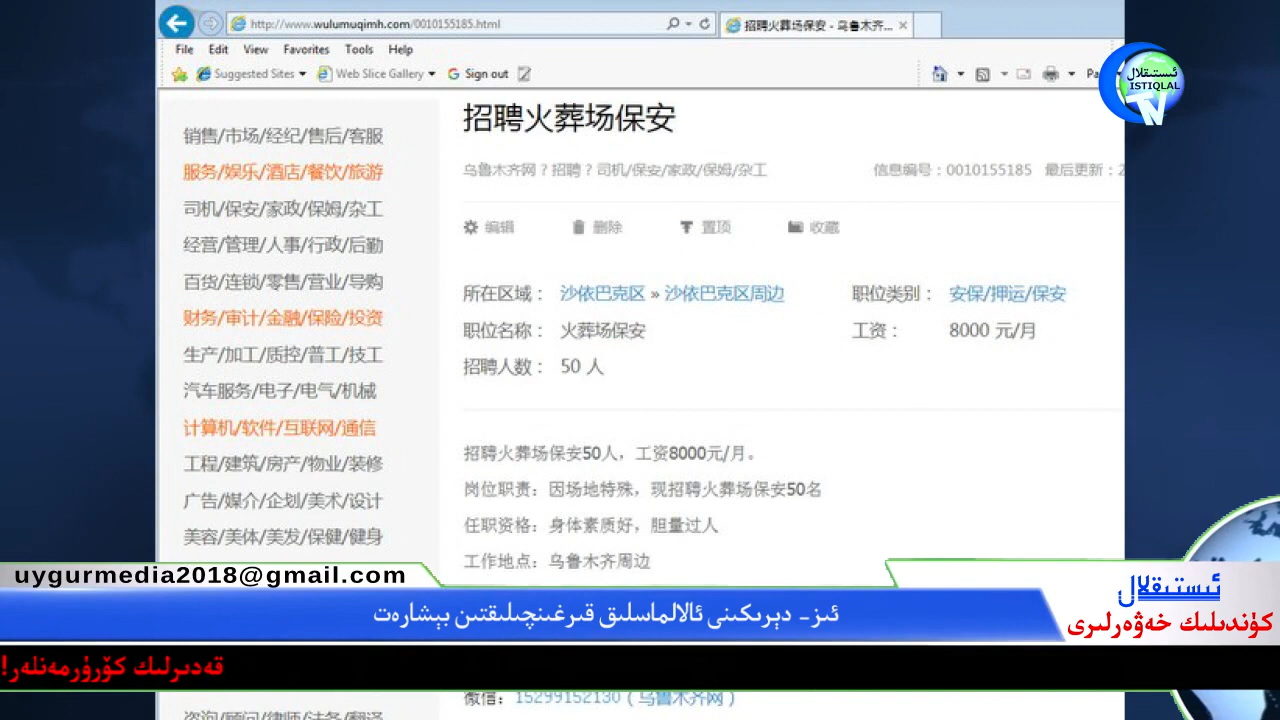 http://www.wulumuqimh.com/0010155185.html
招聘火葬场保安 - 乌鲁木齐...
File Edit View Favorites Tools Help
Suggested Sites Web Slice Gallery G Sign out
ئىستىقلال
ISTIQLAL
TV
招聘火葬场保安
乌鲁木齐网 ? 招聘 ? 司机/保安/家政/保姆/杂工 信息编号：0010155185 最后更新：2
编辑 删除 置顶 收藏
所在区域： 沙依巴克区 » 沙依巴克区周边 职位类别： 安保/押运/保安
职位名称： 火葬场保安 工资： 8000 元/月
招聘人数： 50 人
招聘火葬场保安50人，工资8000元/月。
岗位职责：因场地特殊，现招聘火葬场保安50名
任职资格：身体素质好，胆量过人
工作地点：乌鲁木齐周边
销售/市场/经纪/售后/客服
服务/娱乐/酒店/餐饮/旅游
司机/保安/家政/保姆/杂工
经营/管理/人事/行政/后勤
百货/连锁/零售/营业/导购
财务/审计/金融/保险/投资
生产/加工/质控/普工/技工
汽车服务/电子/电气/机械
计算机/软件/互联网/通信
工程/建筑/房产/物业/装修
广告/媒介/企划/美术/设计
美容/美体/美发/保健/健身
uygurmedia2018@gmail.com
ئىز- دېرىكىنى ئالالماسلىق قىرغىنچىلىقتىن بېشارەت
ئىستىقلال
كۈندىلىك خەۋەرلىرى
قەدىرلىك كۆرۈرمەنلەر!
微信：15299152130 ( 乌鲁木齐网 )
咨询/顾问/律师/法务/翻译